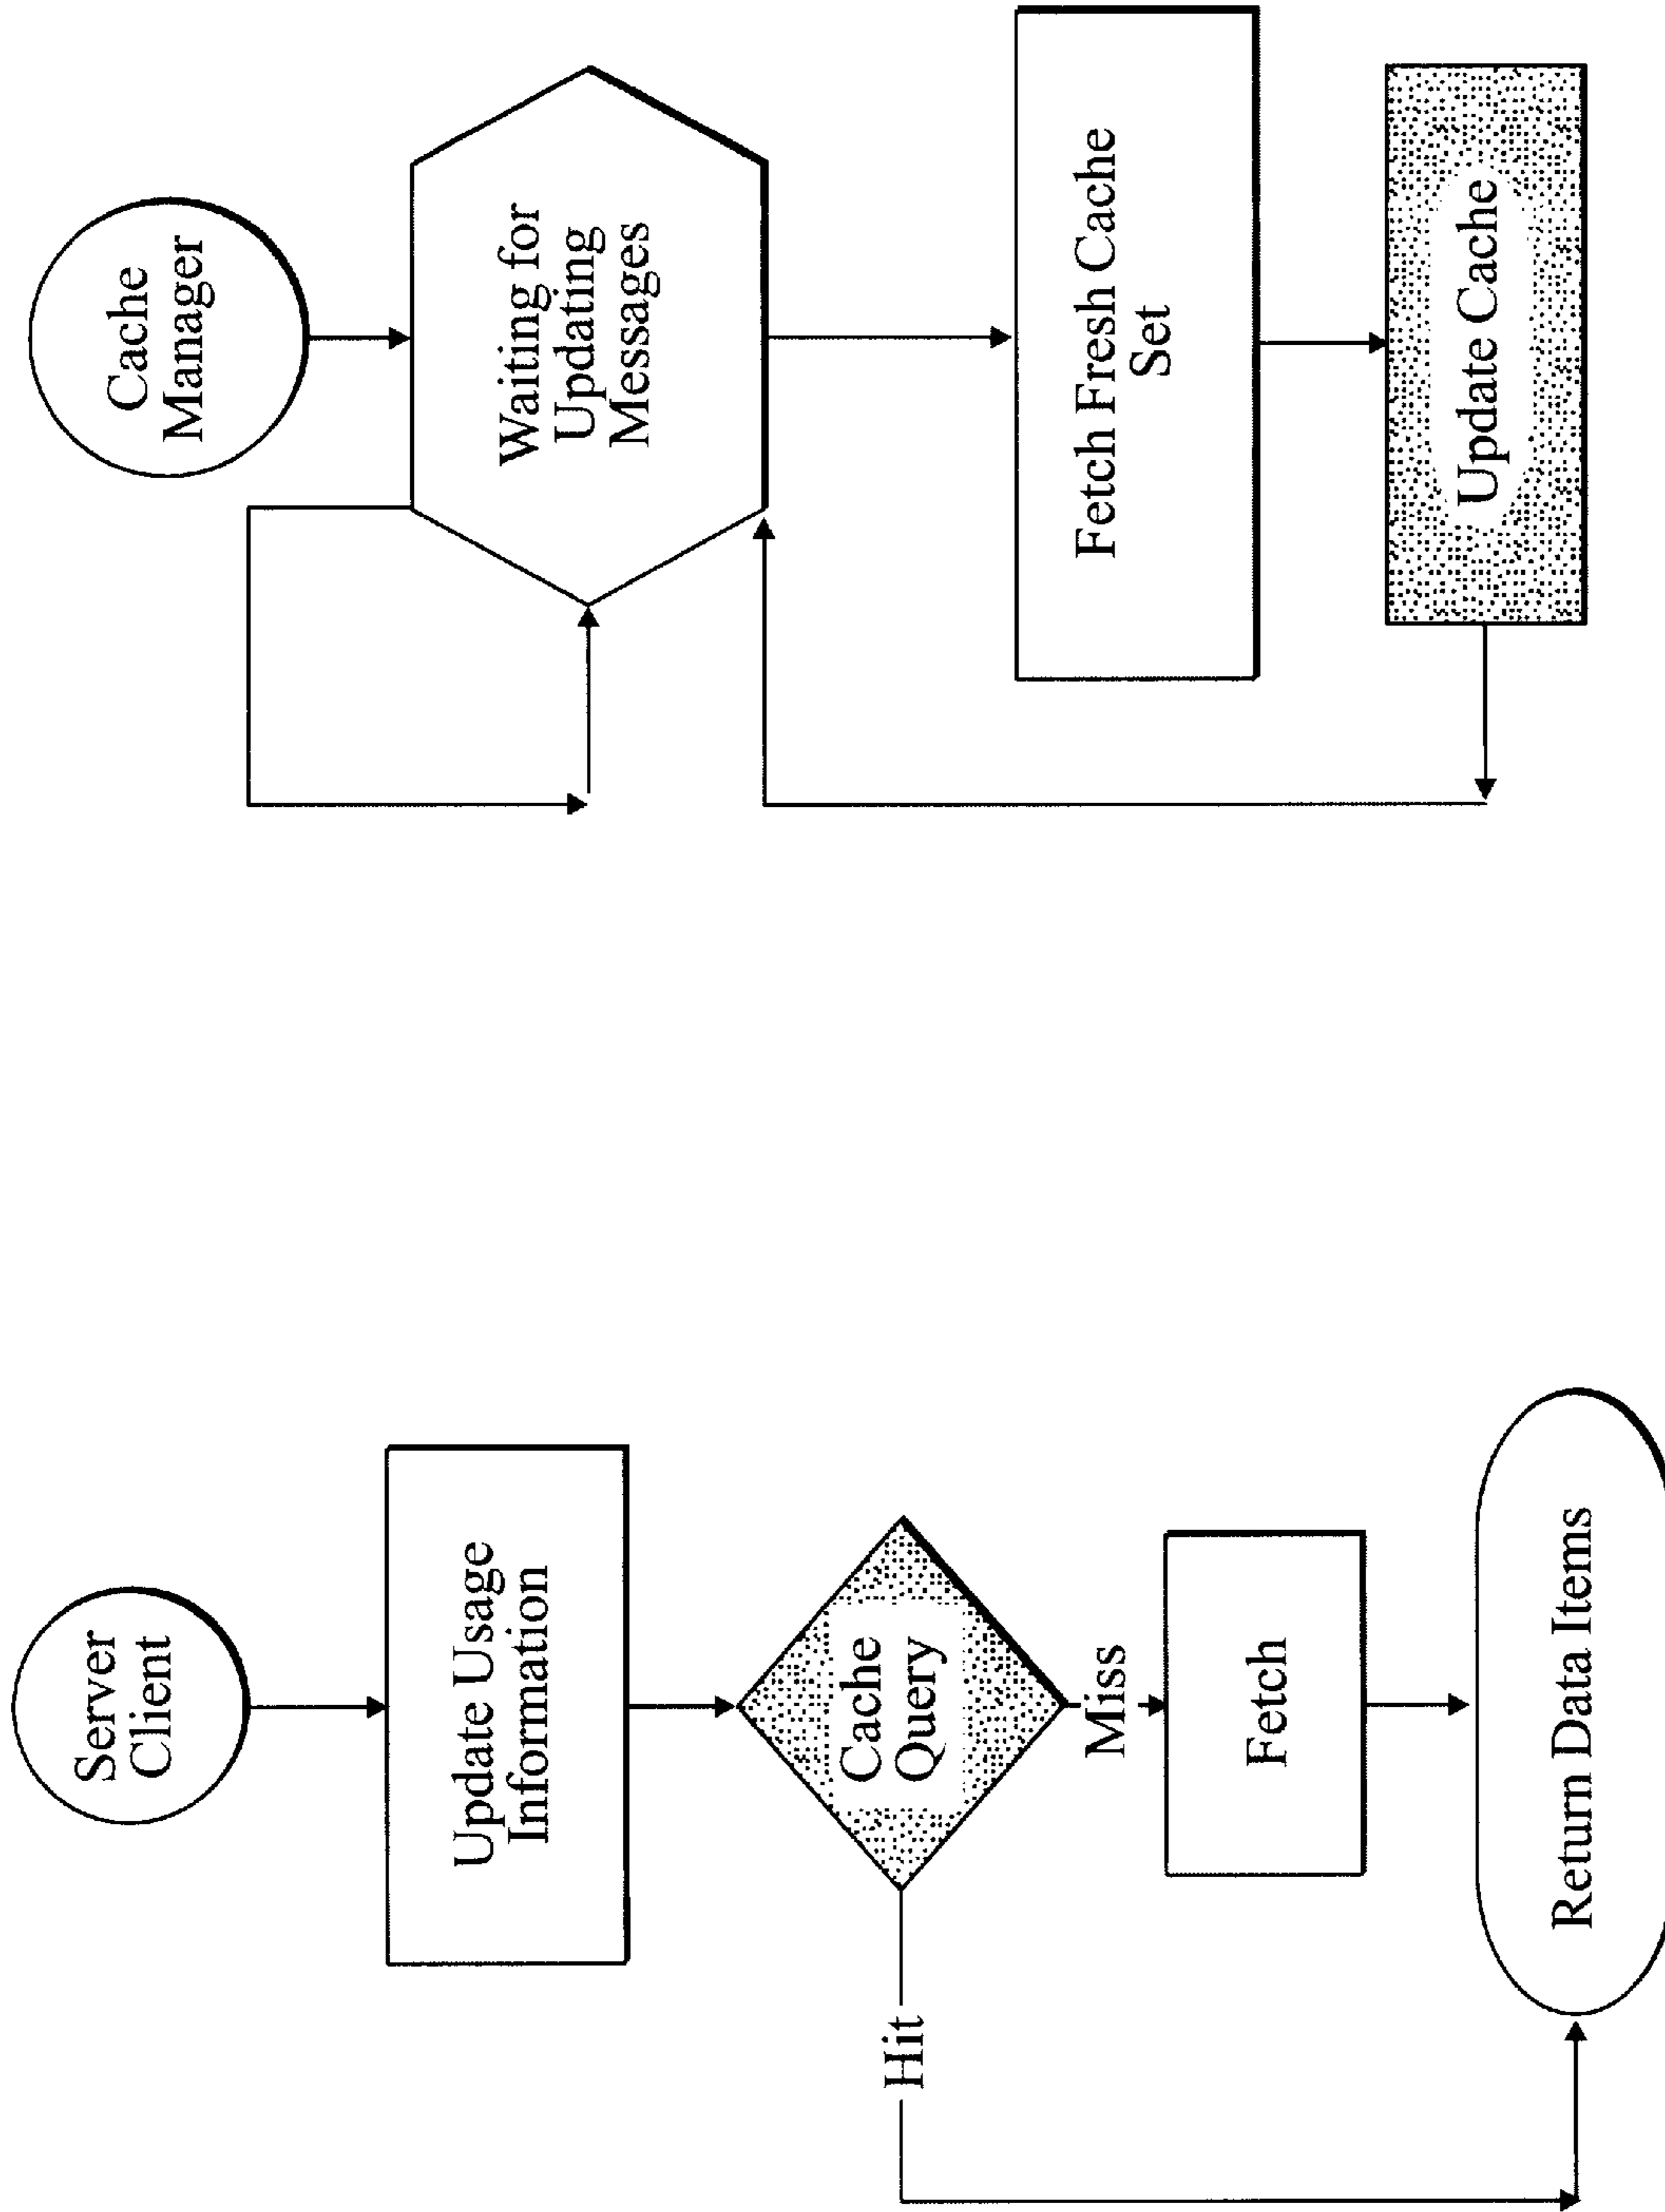 Server
Client
Update Usage
Information
Cache
Query
Hit
Miss
Fetch
Return Data Items
Cache
Manager
Waiting for
Updating
Messages
Fetch Fresh Cache
Set
Update Cache